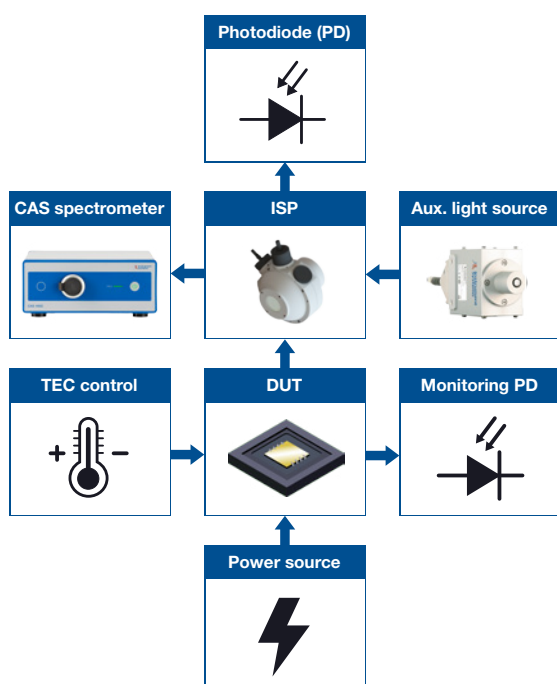 Photodiode (PD)
CAS spectrometer
ISP
Aux. light source
TEC control
DUT
Monitoring PD
Power source